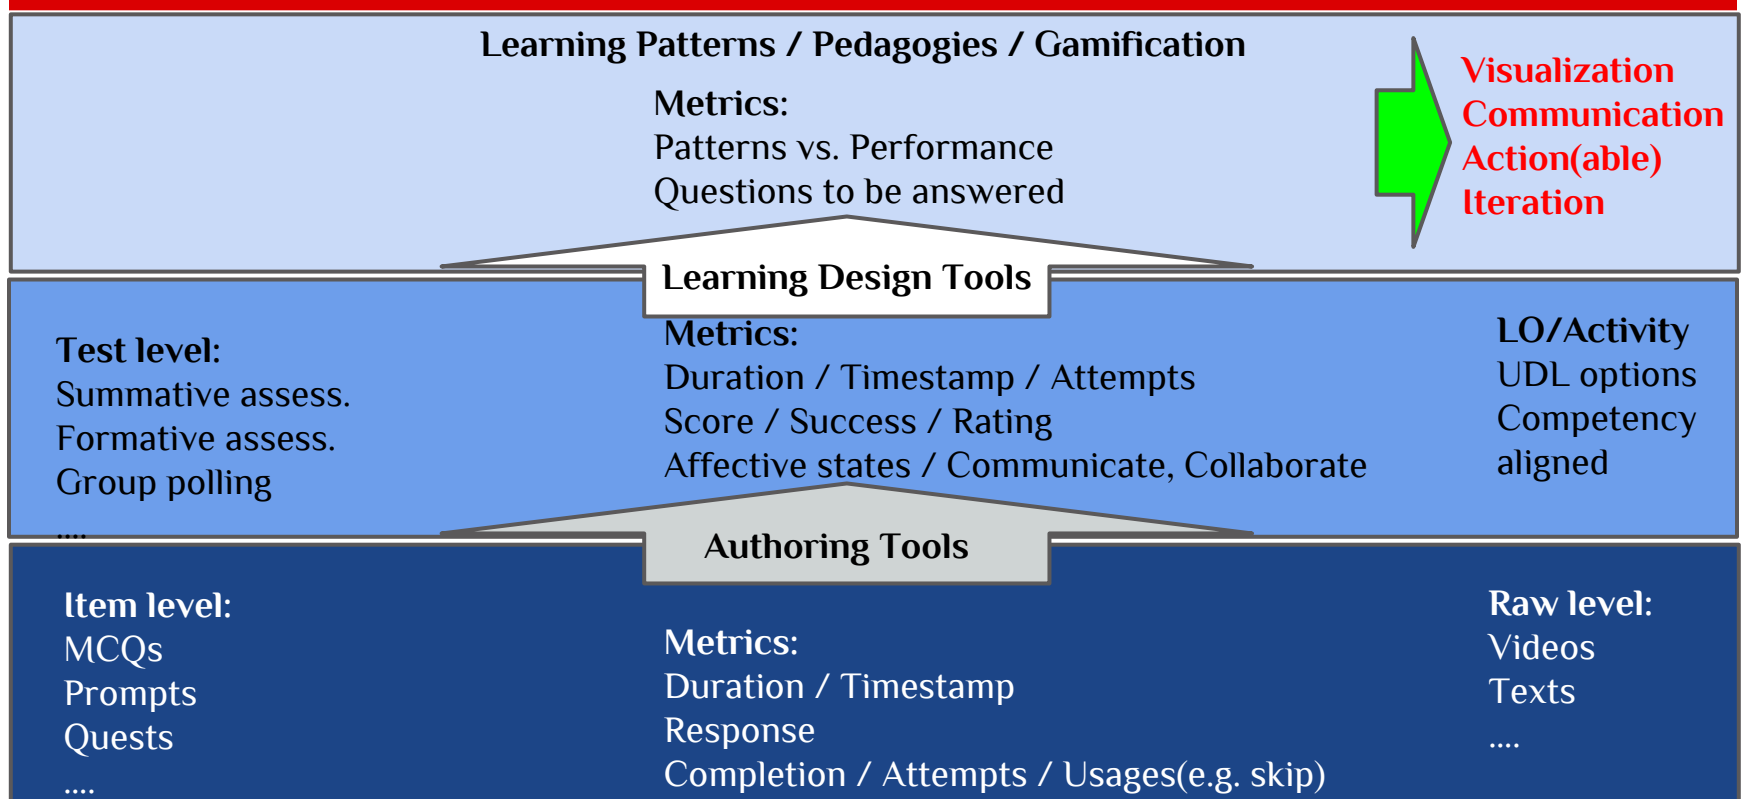 Learning Patterns / Pedagogies / Gamification
Metrics:
Patterns vs. Performance
Questions to be answered
Visualization
Communication
Action(able)
Iteration
Learning Design Tools
Test level:
Summative assess.
Formative assess.
Group polling
....
Metrics:
Duration / Timestamp / Attempts
Score / Success / Rating
Affective states / Communicate, Collaborate
LO/Activity
UDL options
Competency
aligned
Authoring Tools
Item level:
MCQs
Prompts
Quests
....
Metrics:
Duration / Timestamp
Response
Completion / Attempts / Usages(e.g. skip)
Raw level:
Videos
Texts
....